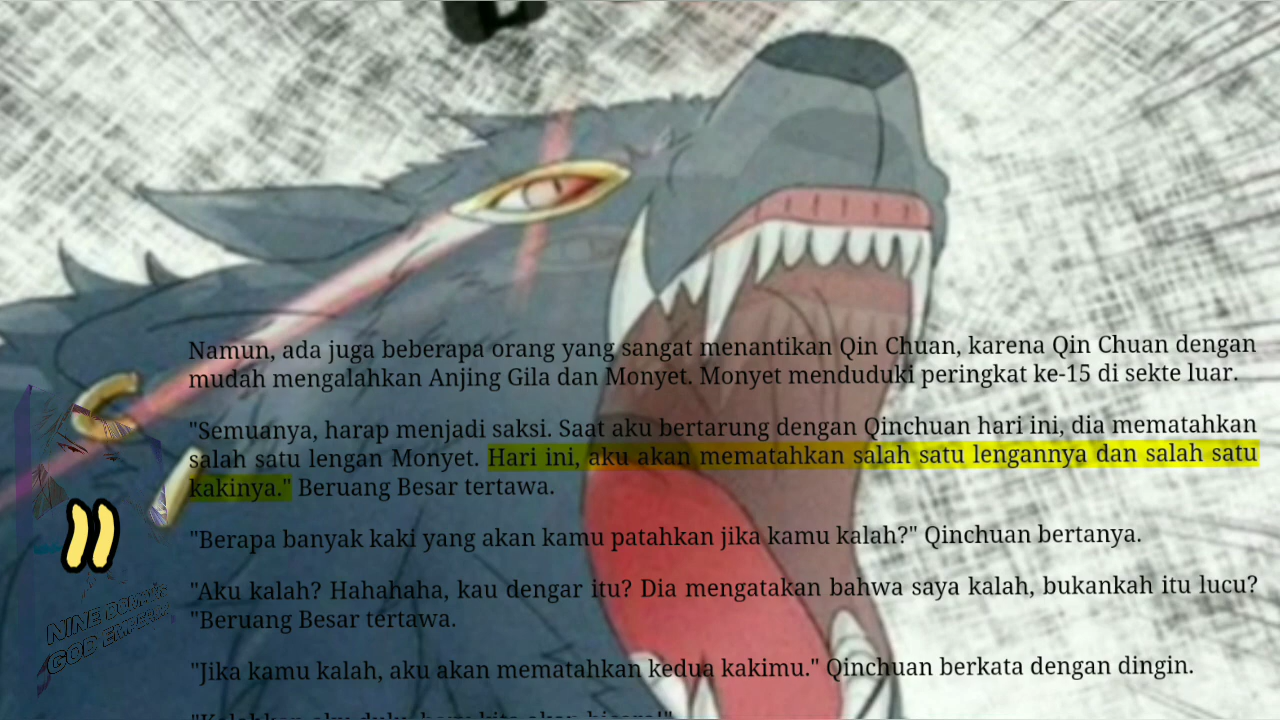 Namun, ada juga beberapa orang yang sangat menantikan Qin Chuan, karena Qin Chuan dengan
mudah mengalahkan Anjing Gila dan Monyet. Monyet menduduki peringkat ke-15 di sekte luar.
"Semuanya, harap menjadi saksi. Saat aku bertarung dengan Qinchuan hari ini, dia mematahkan
salah satu lengan Monyet. Hari ini, aku akan mematahkan salah satu lengannya dan salah satu
kakinya." Beruang Besar tertawa.
"Berapa banyak kaki yang akan kamu patahkan jika kamu kalah?" Qinchuan bertanya.
"Aku kalah? Hahahaha, kau dengar itu? Dia mengatakan bahwa saya kalah, bukankah itu lucu?
"Beruang Besar tertawa.
"Jika kamu kalah, aku akan mematahkan kedua kakimu." Qinchuan berkata dengan dingin.
NINE
GOD EMPEROR